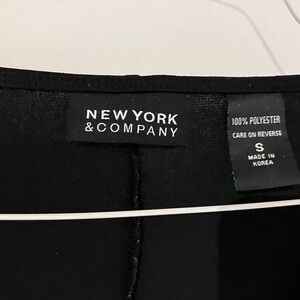 NEW YORK
& COMPANY
100% POLYESTER
CARE ON REVERSE
S
MADE IN
KOREA